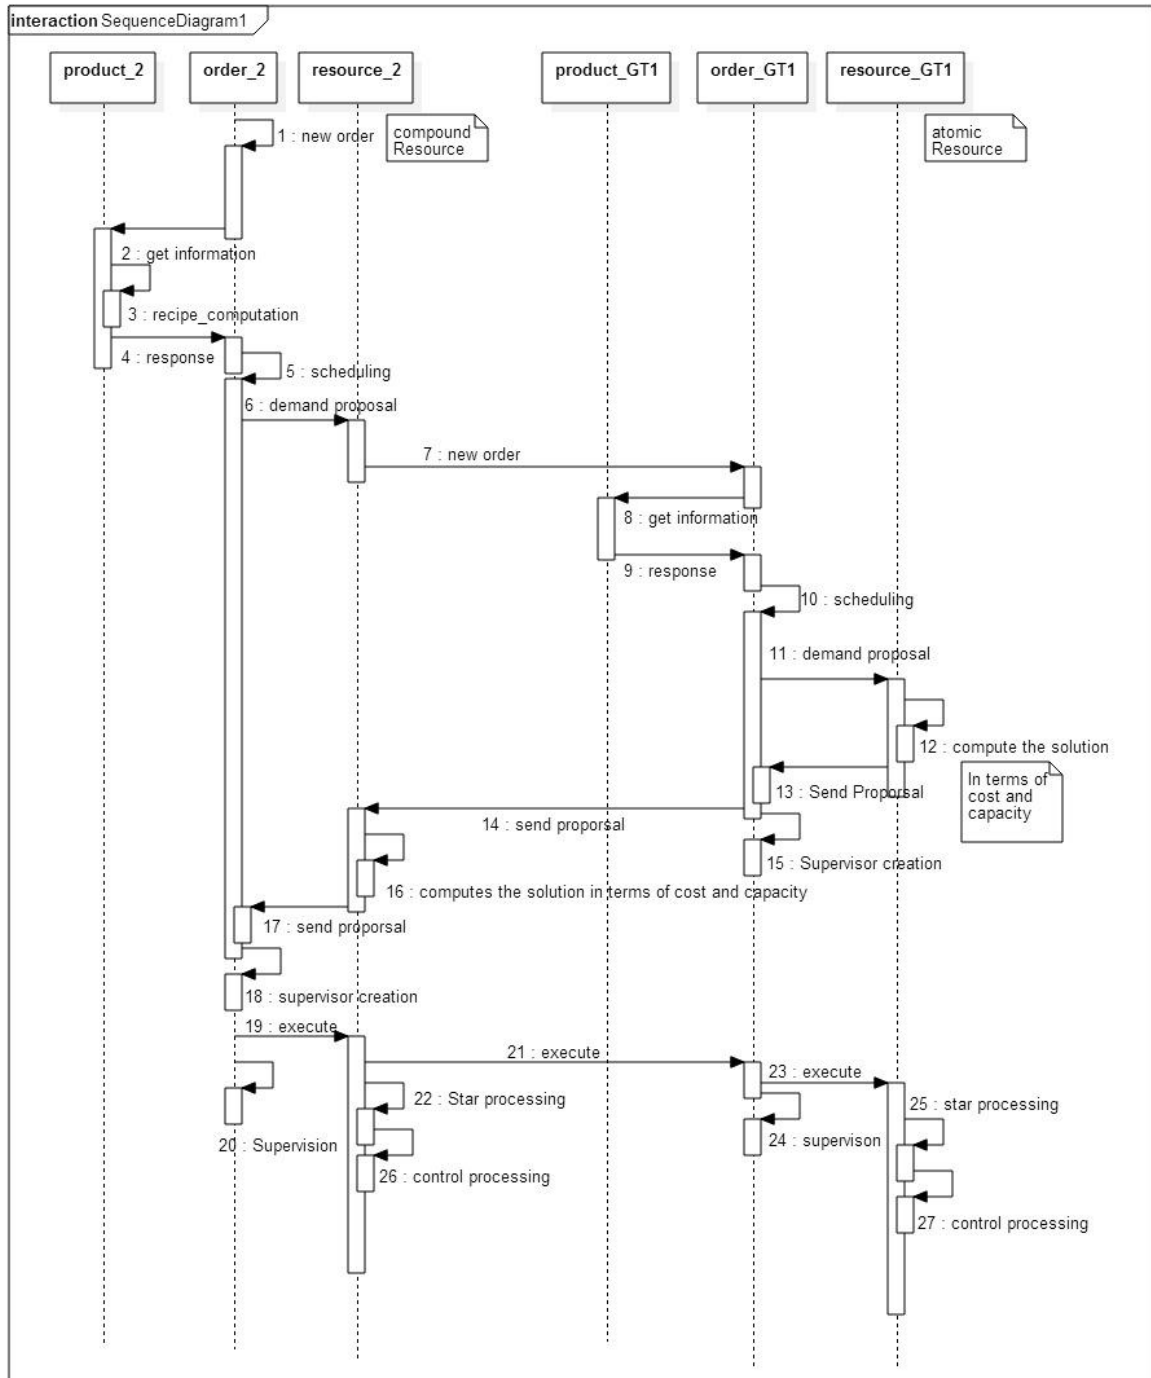 interaction SequenceDiagram1
product_2
order_2
resource_2
product_GT1
order_GT1
resource_GT1
1 : new order
compound
Resource
atomic
Resource
2 : get information
3 : recipe_computation
4 : response
5 : scheduling
6 : demand proposal
7 : new order
8 : get information
9 : response
10 : scheduling
11 : demand proposal
12 : compute the solution
In terms of
cost and
capacity
13 : Send Proporsal
14 : send proporsal
15 : Supervisor creation
16 : computes the solution in terms of cost and capacity
17 : send proporsal
18 : supervisor creation
19 : execute
21 : execute
23 : execute
22 : Star processing
25 : star processing
20 : Supervision
24 : supervison
26 : control processing
27 : control processing